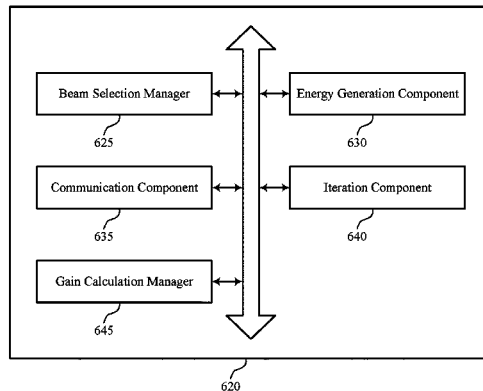 Beam Selection Manager
625
Energy Generation Component
630
Communication Component
635
Iteration Component
640
Gain Calculation Manager
645
620